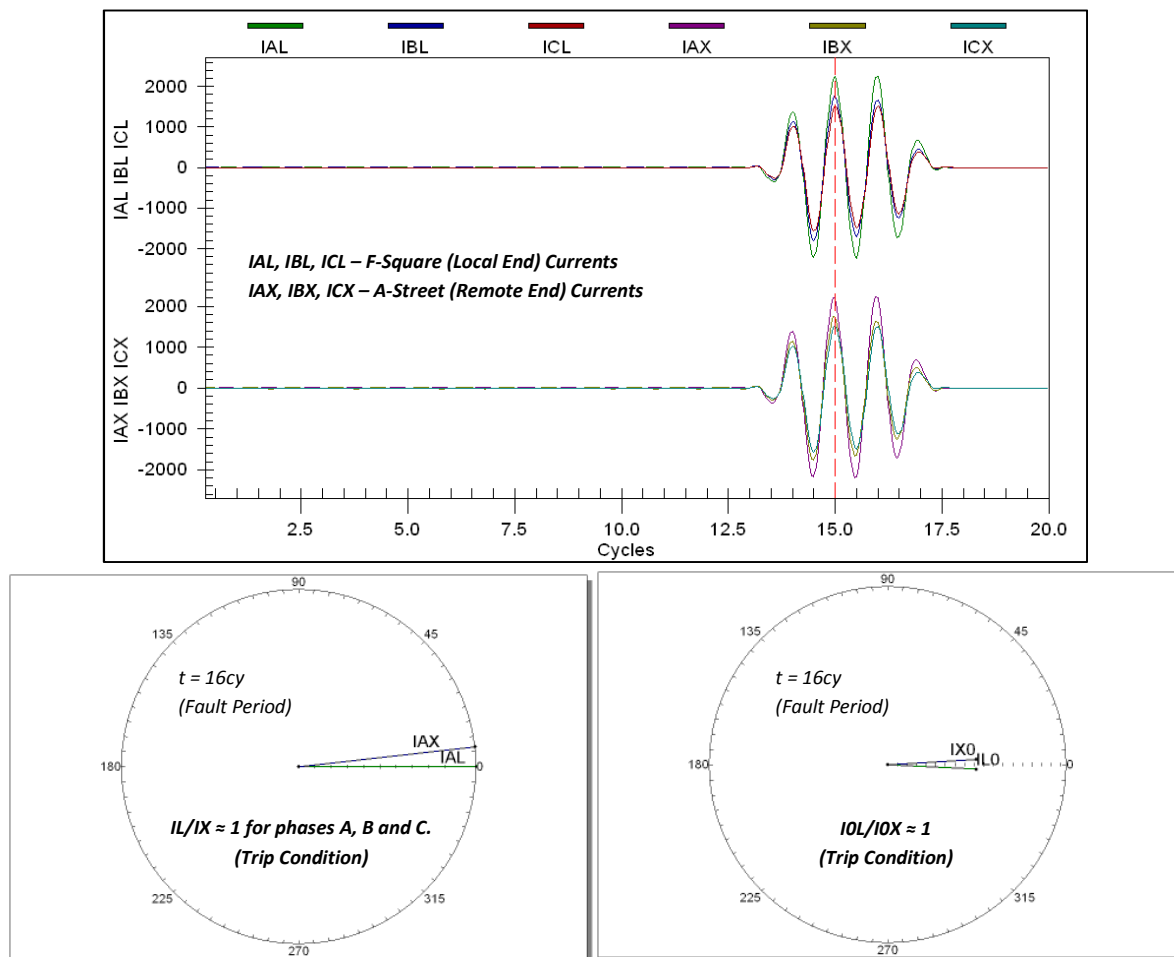 IAL IBL ICL IAX IBX ICX
IAL IBL ICL
2000
1000
0
-1000
-2000
IAL, IBL, ICL – F-Square (Local End) Currents
IAX, IBX, ICX – A-Street (Remote End) Currents
IAX IBX ICX
2000
1000
0
-1000
-2000
2.5 5.0 7.5 10.0 12.5 15.0 17.5 20.0
Cycles
90
135 45
t = 16cy
(Fault Period)
IAX
IAL
180 0
IL/IX ≈ 1 for phases A, B and C.
(Trip Condition)
225 315
270
90
135 45
t = 16cy
(Fault Period)
IX0
IL0
180 0
I0L/I0X ≈ 1
(Trip Condition)
225 315
270